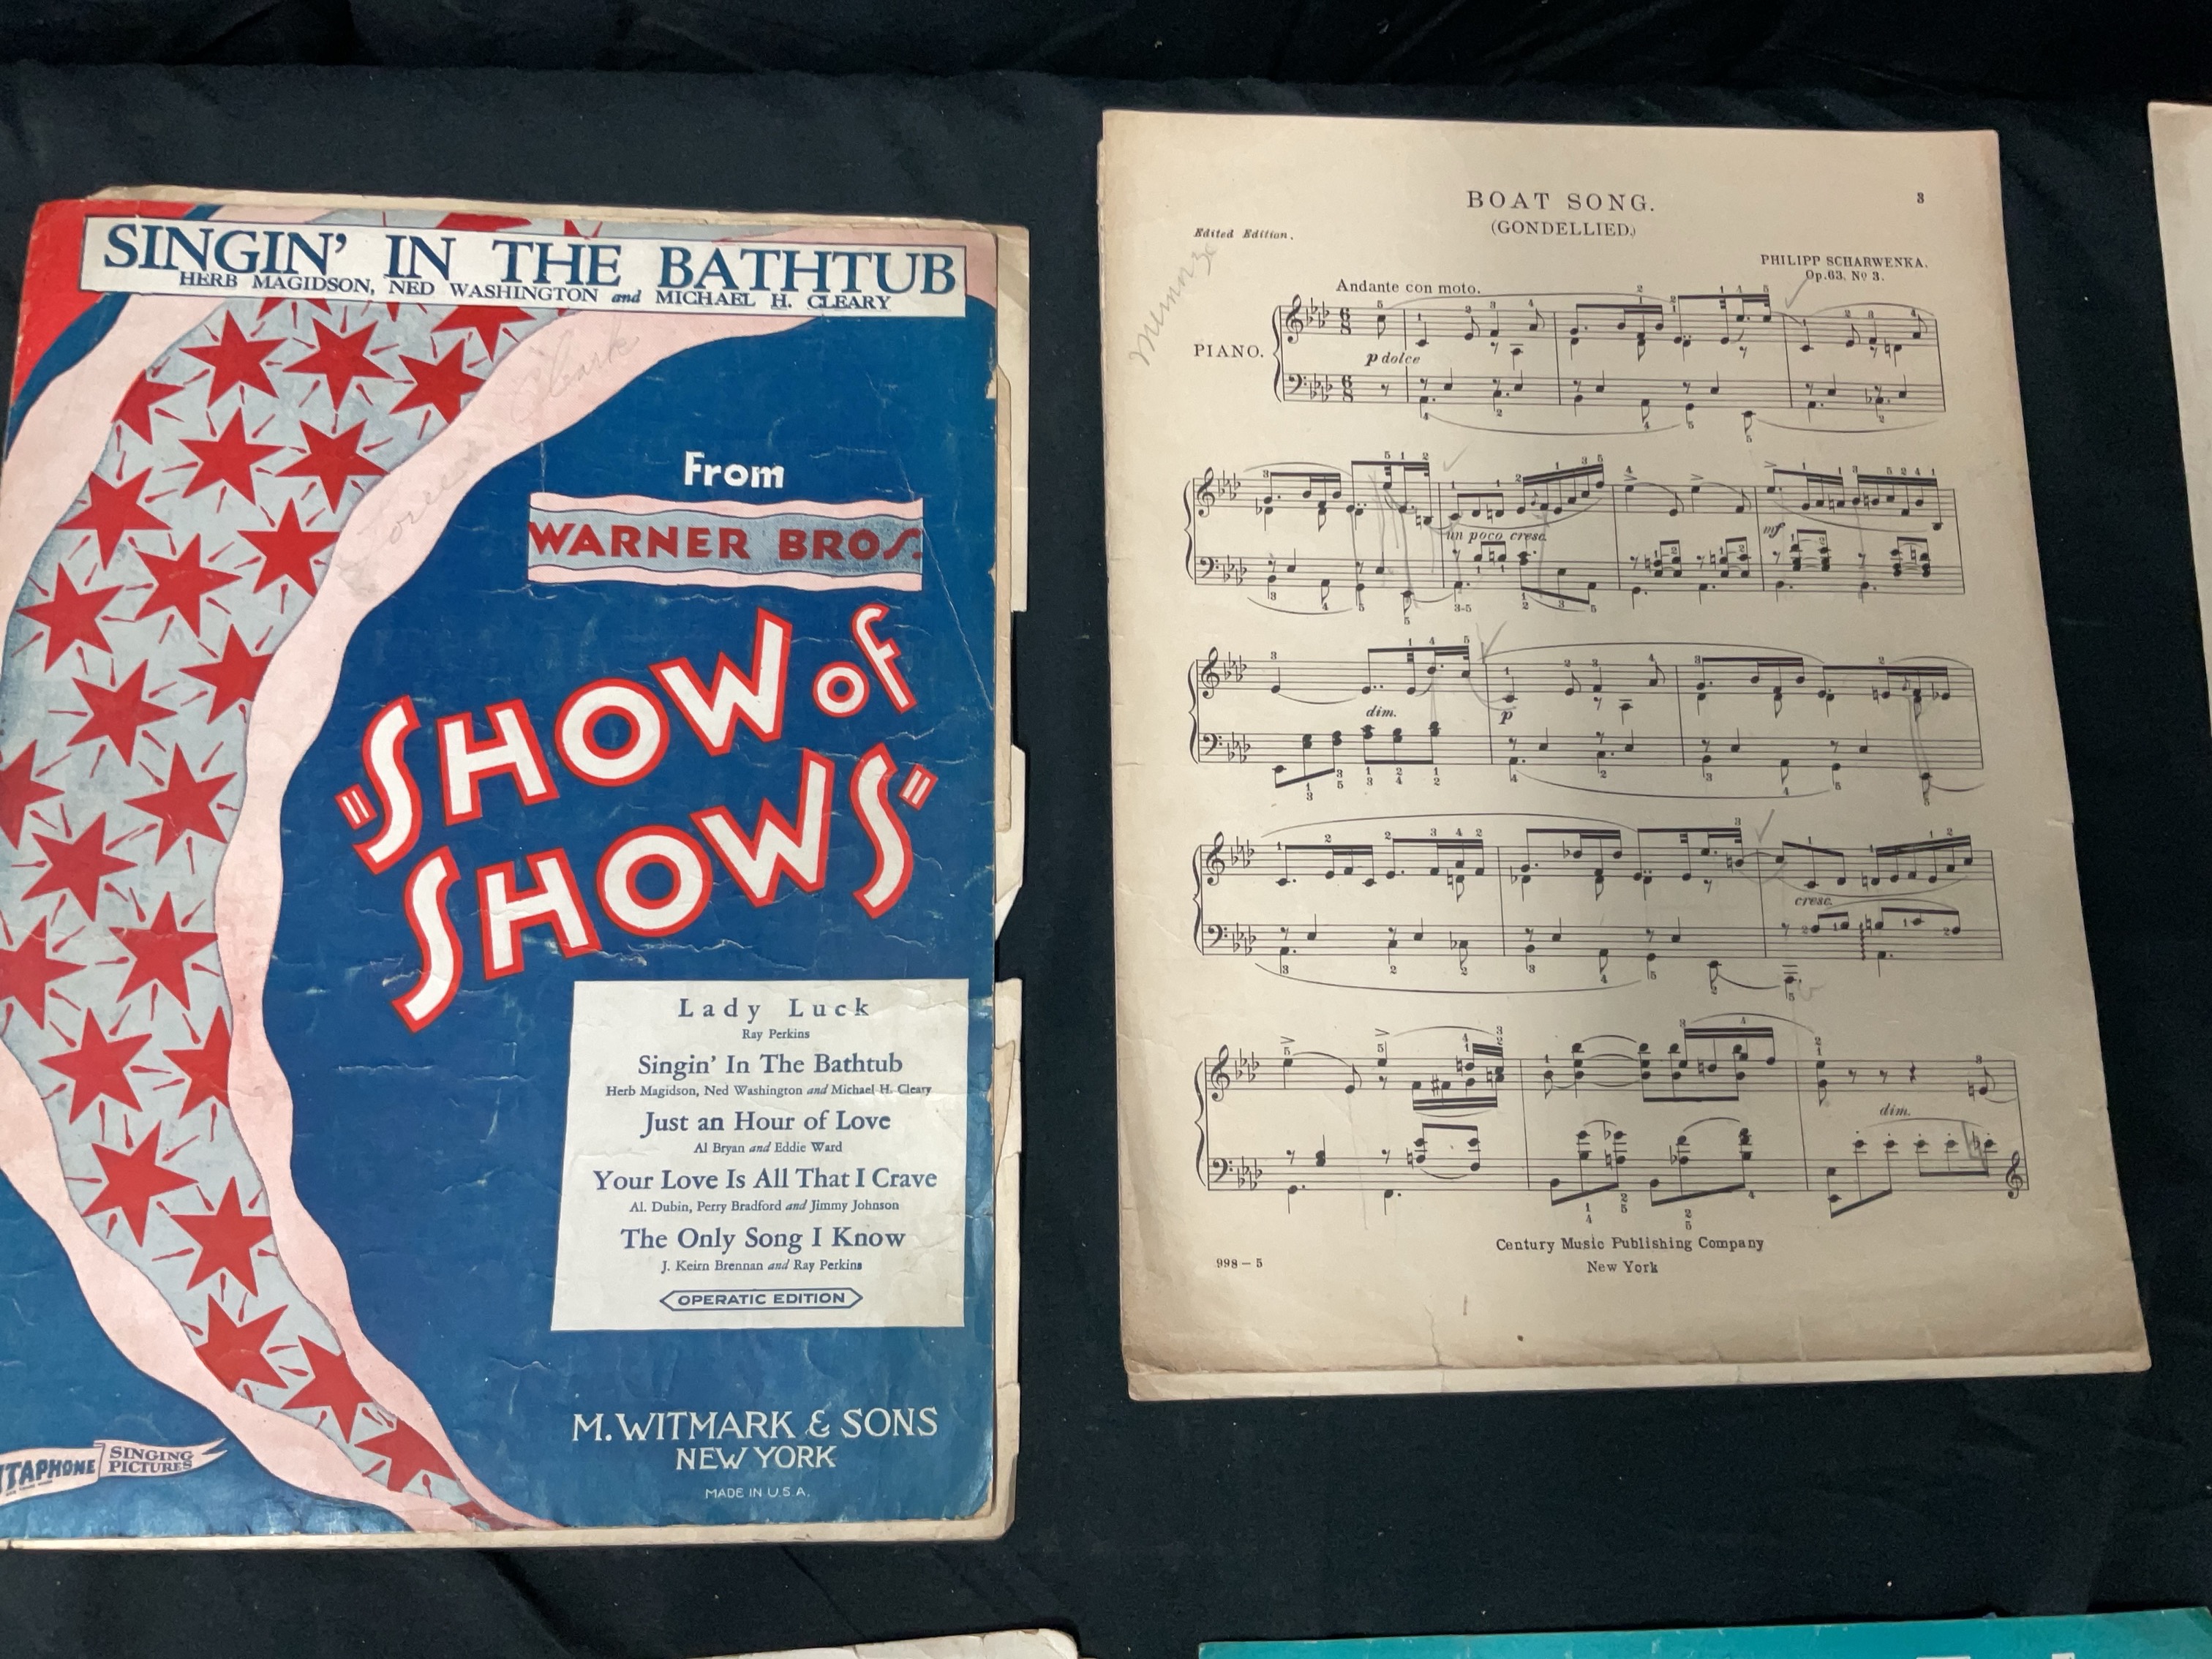 SINGIN' IN THE BATHTUB
HERB MAGIDSON, NED WASHINGTON and MICHAEL H. CLEARY
Clark
From
WARNER BROS.
"SHOW of
SHOWS"
Lady Luck
Ray Perkins
Singin' In The Bathtub
Herb Magidson, Ned Washington and Michael H. Cleary
Just an Hour of Love
Al Bryan and Eddie Ward
Your Love Is All That I Crave
Al. Dubin, Perry Bradford and Jimmy Johnson
The Only Song I Know
J. Keirn Brennan and Ray Perkins
OPERATIC EDITION
M. WITMARK & SONS
NEW YORK
MADE IN U.S.A.
SINGING
PICTURES
BOAT SONG.
3
(GONDELLIED.)
Edited Edition.
PHILIPP SCHARWENKA.
Op. 63, No 3.
Andante con moto.
PIANO.
p dolce
un poco cresc.
mf
dim.
p
cresc.
dim.
Century Music Publishing Company
998 – 5
New York